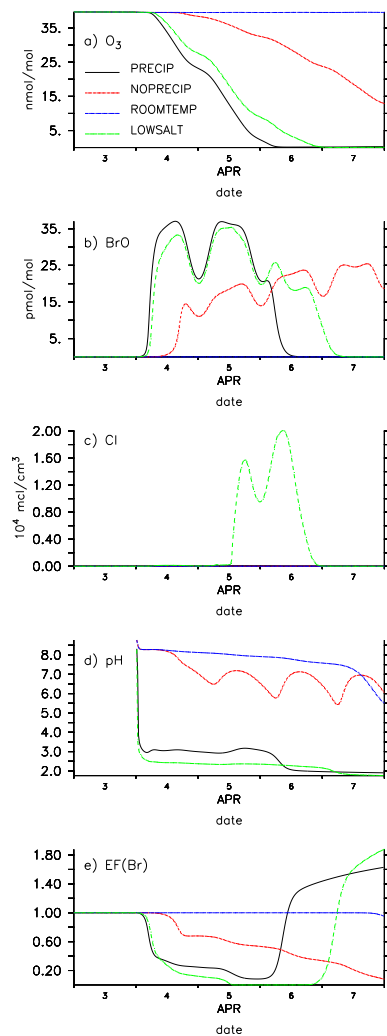 a) O3
PRECIP
NOPRECIP
ROOMTEMP
LOWSALT
nmol/mol
35.
25.
15.
5.
3 4 5 6 7
APR
date
b) BrO
pmol/mol
35.
25.
15.
5.
3 4 5 6 7
APR
date
c) Cl
10^4 mcl/cm^3
2.00
1.60
1.20
0.80
0.40
0.00
3 4 5 6 7
APR
date
d) pH
8.0
7.0
6.0
5.0
4.0
3.0
2.0
3 4 5 6 7
APR
date
e) EF(Br)
1.80
1.40
1.00
0.60
0.20
3 4 5 6 7
APR
date